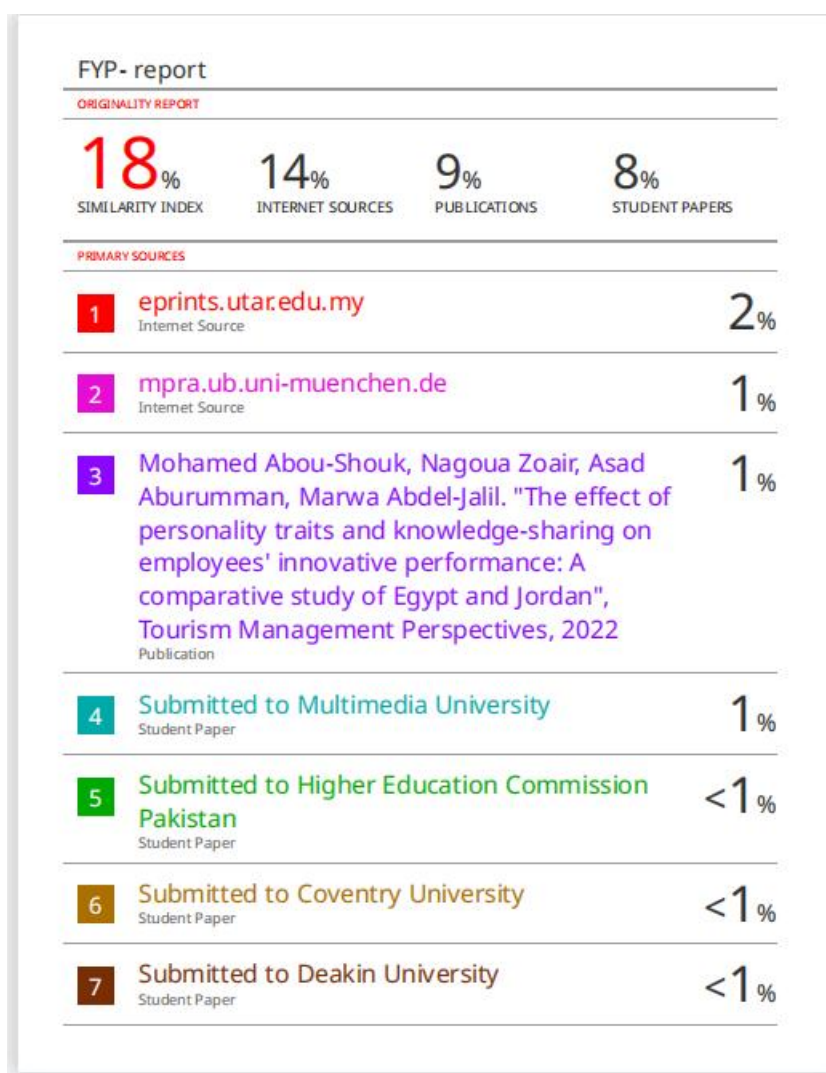 FYP- report
ORIGINALITY REPORT
18%
SIMILARITY INDEX
14%
INTERNET SOURCES
9%
PUBLICATIONS
8%
STUDENT PAPERS
PRIMARY SOURCES
1
eprints.utar.edu.my
Internet Source
2%
2
mpra.ub.uni-muenchen.de
Internet Source
1%
3
Mohamed Abou-Shouk, Nagoua Zoair, Asad
Aburumman, Marwa Abdel-Jalil. "The effect of
personality traits and knowledge-sharing on
employees' innovative performance: A
comparative study of Egypt and Jordan",
Tourism Management Perspectives, 2022
Publication
1%
4
Submitted to Multimedia University
Student Paper
1%
5
Submitted to Higher Education Commission
Pakistan
Student Paper
<1%
6
Submitted to Coventry University
Student Paper
<1%
7
Submitted to Deakin University
Student Paper
<1%